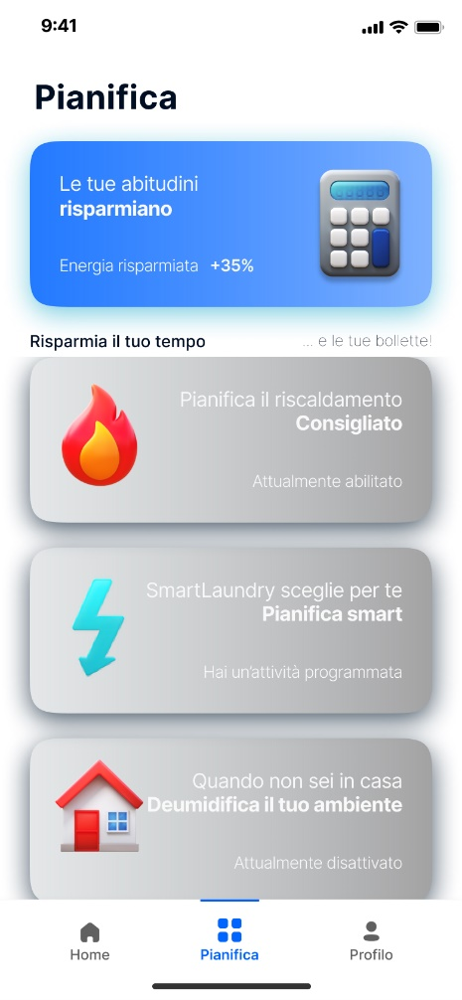 9:41
Pianifica
Le tue abitudini
risparmiano
Energia risparmiata +35%
Risparmia il tuo tempo ... e le tue bollette!
Pianifica il riscaldamento
Consigliato
Attualmente abilitato
SmartLaundry sceglie per te
Pianifica smart
Hai un'attività programmata
Quando non sei in casa
Deumidifica il tuo ambiente
Attualmente disattivato
Home Pianifica Profilo